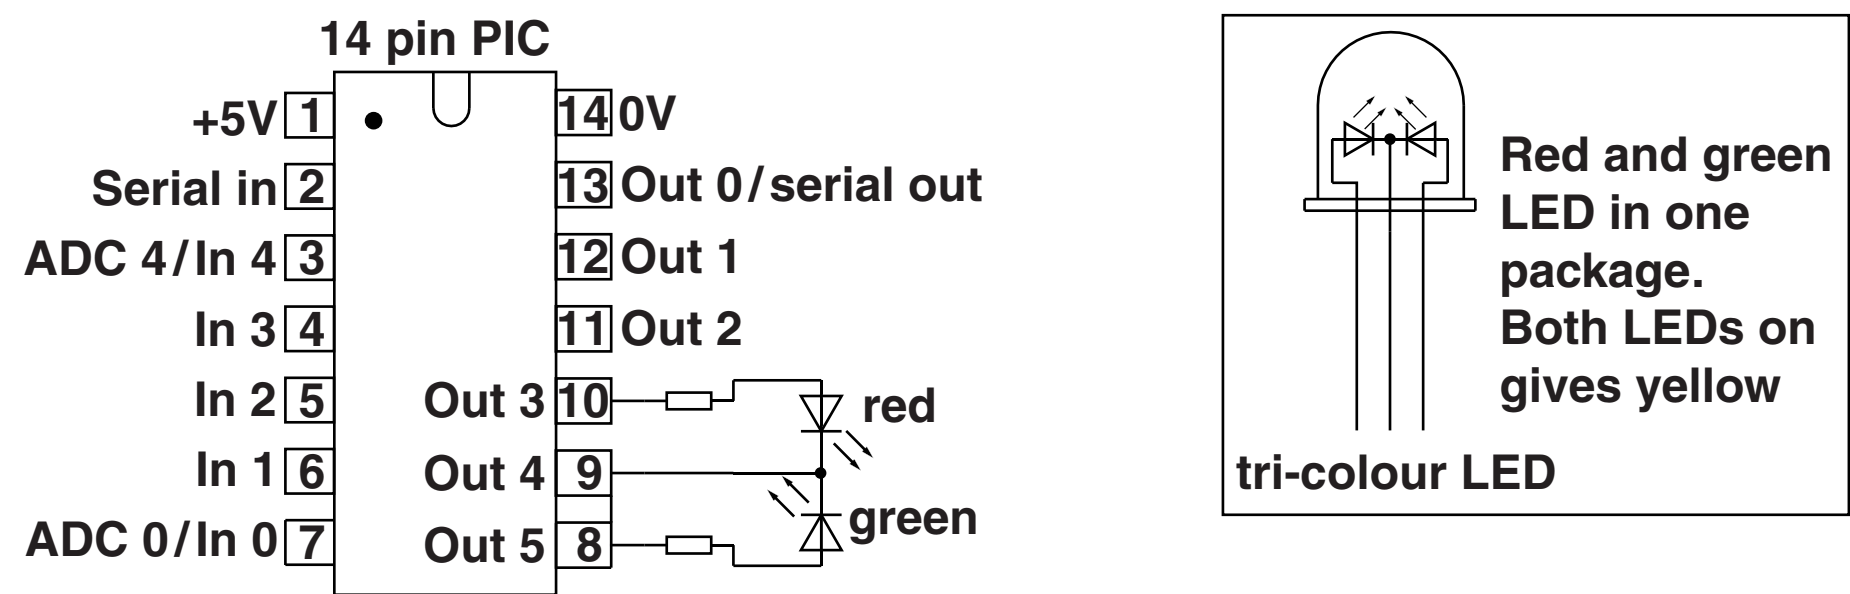 14 pin PIC
+5V 1
14 0V
Serial in 2
13 Out 0/serial out
ADC 4/In 4 3
12 Out 1
In 3 4
11 Out 2
In 2 5
Out 3 10
red
In 1 6
Out 4 9
ADC 0/In 0 7
Out 5 8
green
Red and green
LED in one
package.
Both LEDs on
gives yellow
tri-colour LED